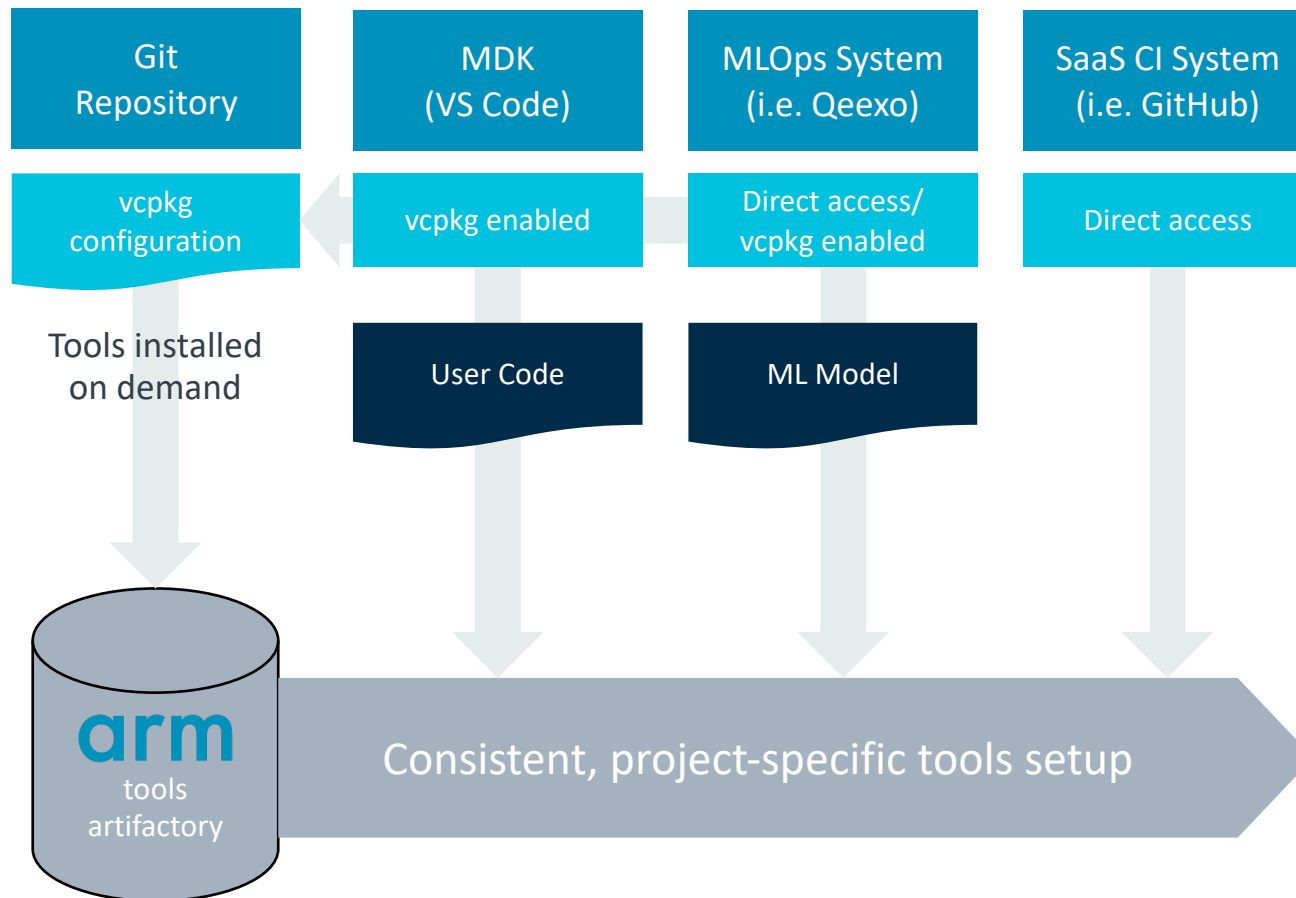 Git
Repository
MDK
(VS Code)
MLOps System
(i.e. Qeexo)
SaaS CI System
(i.e. GitHub)
vcpkg
configuration
vcpkg enabled
Direct access/
vcpkg enabled
Direct access
Tools installed
on demand
User Code
ML Model
arm
tools
artifactory
Consistent, project-specific tools setup